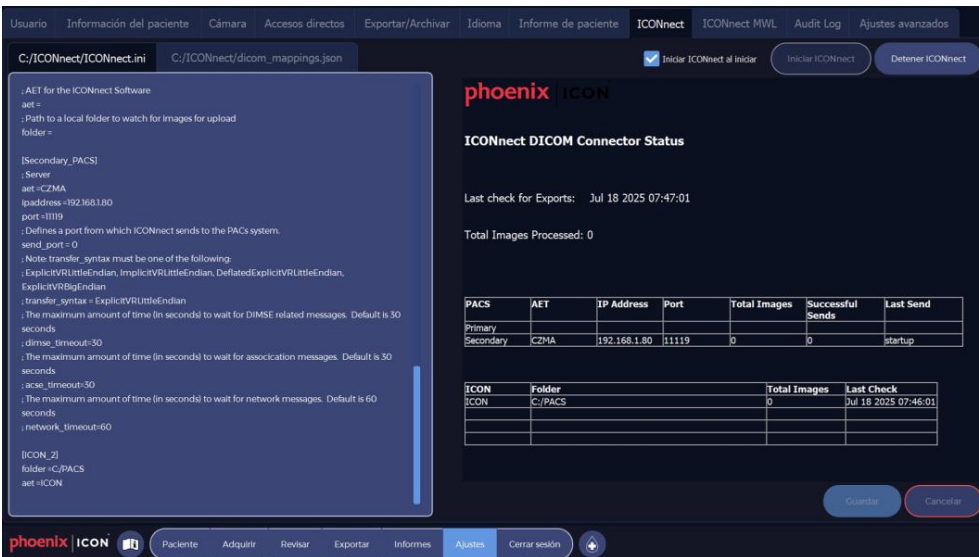 Usuario Información del paciente Cámara Accesos directos Exportar/Archivar Idioma Informe de paciente ICONnect ICONnect MWL Audit Log Ajustes avanzados
C:/ICONnect/ICONnect.ini C:/ICONnect/dicom_mappings.json
Iniciar ICONnect al iniciar Iniciar ICONnect Detener ICONnect
; AET for the ICONnect Software
aet =
; Path to a local folder to watch for images for upload
folder =
[Secondary_PACS]
; Server
aet =CZMA
ipaddress =192.168.1.80
port =11119
; Defines a port from which ICONnect sends to the PACs system.
send_port = 0
; Note: transfer_syntax must be one of the following:
; ExplicitVRLittleEndian, ImplicitVRLittleEndian, DeflatedExplicitVRLittleEndian,
ExplicitVRBigEndian
; transfer_syntax = ExplicitVRLittleEndian
; The maximum amount of time (in seconds) to wait for DIMSE related messages. Default is 30
seconds
; dimse_timeout=30
; The maximum amount of time (in seconds) to wait for assocication messages. Default is 30
seconds
; acse_timeout=30
; The maximum amount of time (in seconds) to wait for network messages. Default is 60
seconds
; network_timeout=60
[ICON_2]
folder =C:/PACS
aet =ICON
phoenix ICON
ICONnect DICOM Connector Status
Last check for Exports: Jul 18 2025 07:47:01
Total Images Processed: 0
PACS AET IP Address Port Total Images Successful Sends Last Send
Primary
Secondary CZMA 192.168.1.80 11119 0 0 startup
ICON Folder Total Images Last Check
ICON C:/PACS 0 Jul 18 2025 07:46:01
Guardar Cancelar
phoenix | ICON Paciente Adquirir Revisar Exportar Informes Ajustes Cerrar sesión